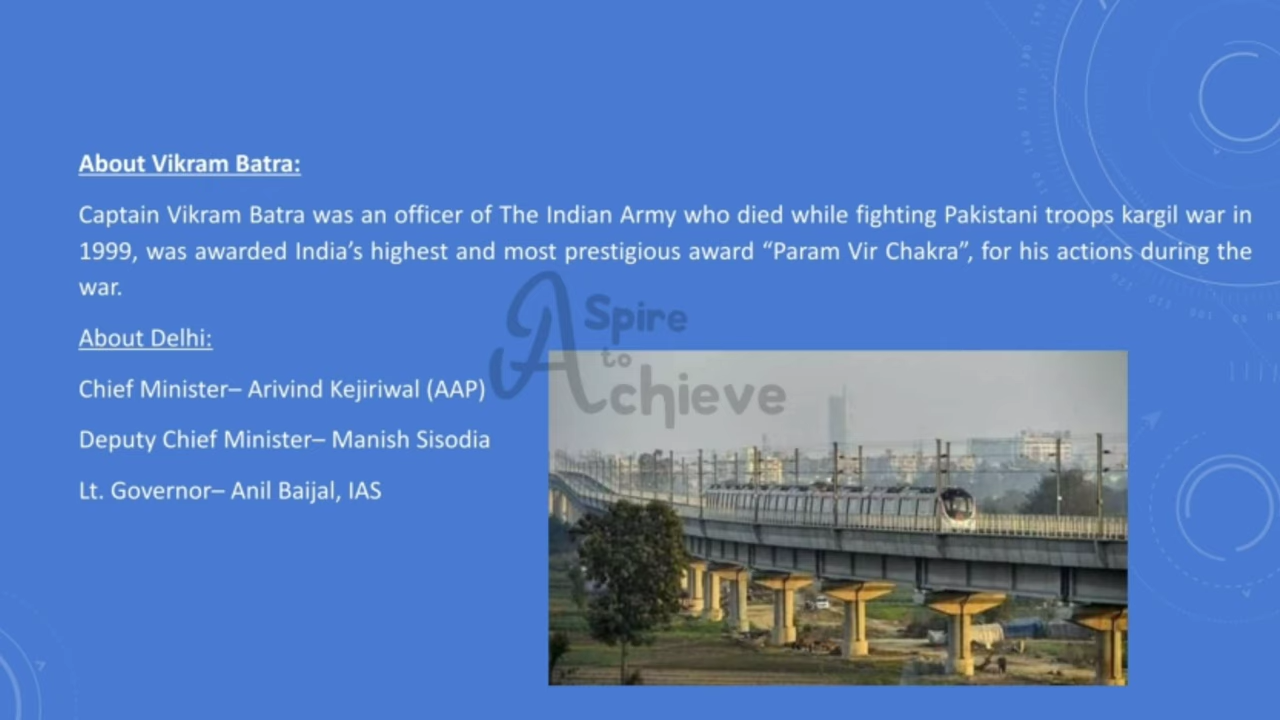 About Vikram Batra:
Captain Vikram Batra was an officer of The Indian Army who died while fighting Pakistani troops kargil war in
1999, was awarded India’s highest and most prestigious award “Param Vir Chakra”, for his actions during the
war.
About Delhi:
ASpire
to
Achieve
Chief Minister– Arivind Kejiriwal (AAP)
Deputy Chief Minister– Manish Sisodia
Lt. Governor– Anil Baijal, IAS